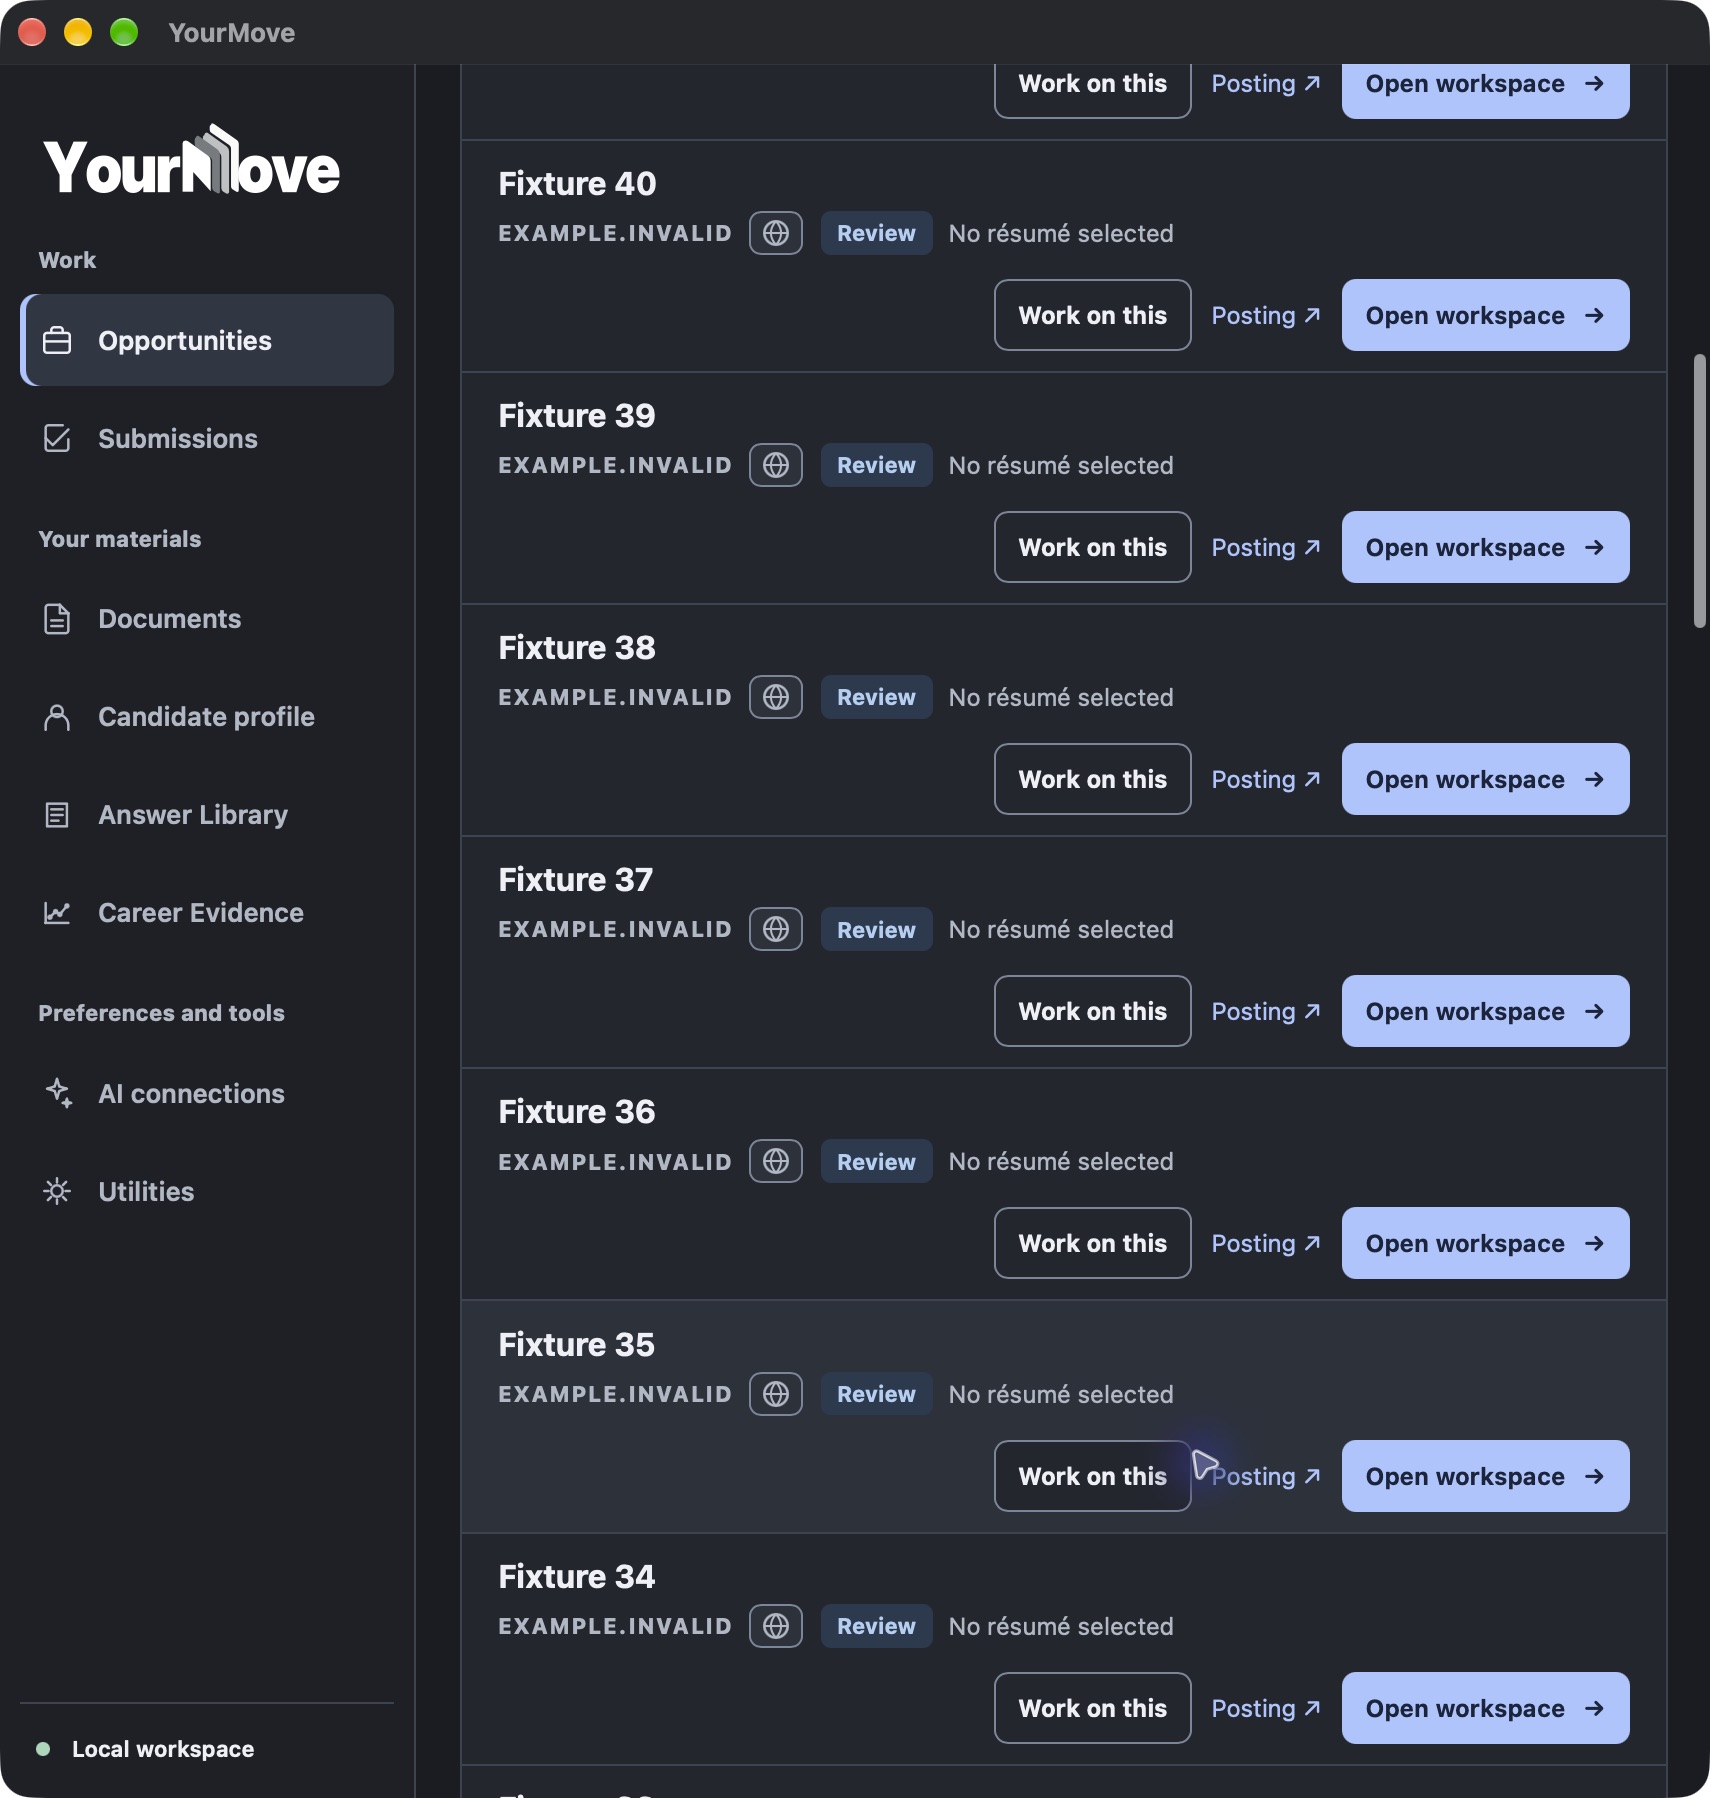 YourMove
YourMove
Work
Opportunities
Submissions
Your materials
Documents
Candidate profile
Answer Library
Career Evidence
Preferences and tools
AI connections
Utilities
Local workspace
Work on this Posting ↗ Open workspace →
Fixture 40
EXAMPLE.INVALID Review No résumé selected
Work on this Posting ↗ Open workspace →
Fixture 39
EXAMPLE.INVALID Review No résumé selected
Work on this Posting ↗ Open workspace →
Fixture 38
EXAMPLE.INVALID Review No résumé selected
Work on this Posting ↗ Open workspace →
Fixture 37
EXAMPLE.INVALID Review No résumé selected
Work on this Posting ↗ Open workspace →
Fixture 36
EXAMPLE.INVALID Review No résumé selected
Work on this Posting ↗ Open workspace →
Fixture 35
EXAMPLE.INVALID Review No résumé selected
Work on this Posting ↗ Open workspace →
Fixture 34
EXAMPLE.INVALID Review No résumé selected
Work on this Posting ↗ Open workspace →